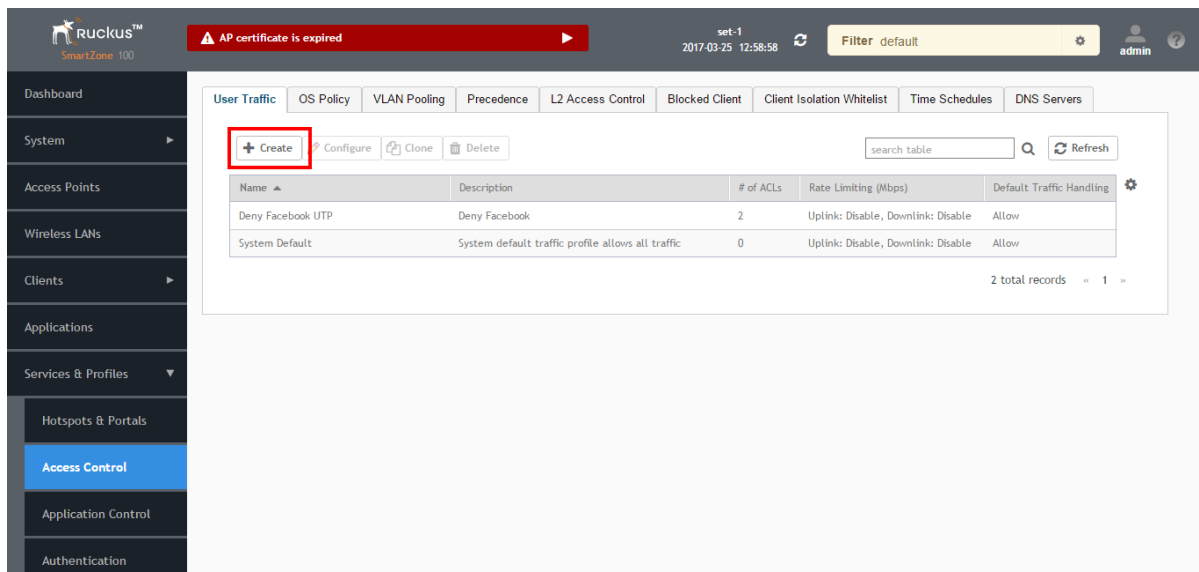 Ruckus™
SmartZone 100
AP certificate is expired
set-1
2017-03-25 12:58:58
Filter default
admin
Dashboard
System
Access Points
Wireless LANs
Clients
Applications
Services & Profiles
Hotspots & Portals
Access Control
Application Control
Authentication
User Traffic OS Policy VLAN Pooling Precedence L2 Access Control Blocked Client Client Isolation Whitelist Time Schedules DNS Servers
+ Create Configure Clone Delete search table Refresh
Name Description # of ACLs Rate Limiting (Mbps) Default Traffic Handling
Deny Facebook UTP Deny Facebook 2 Uplink: Disable, Downlink: Disable Allow
System Default System default traffic profile allows all traffic 0 Uplink: Disable, Downlink: Disable Allow
2 total records « 1 »